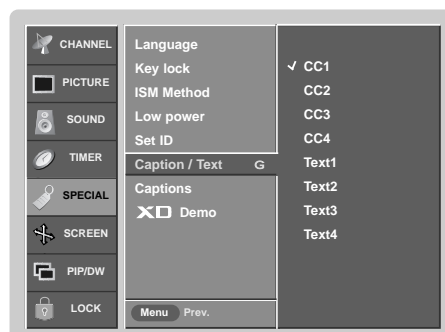 CHANNEL
PICTURE
SOUND
TIMER
SPECIAL
SCREEN
PIP/DW
LOCK
Language
Key lock
ISM Method
Low power
Set ID
Caption / Text G
Captions
XD Demo
Menu Prev.
✓ CC1
CC2
CC3
CC4
Text1
Text2
Text3
Text4